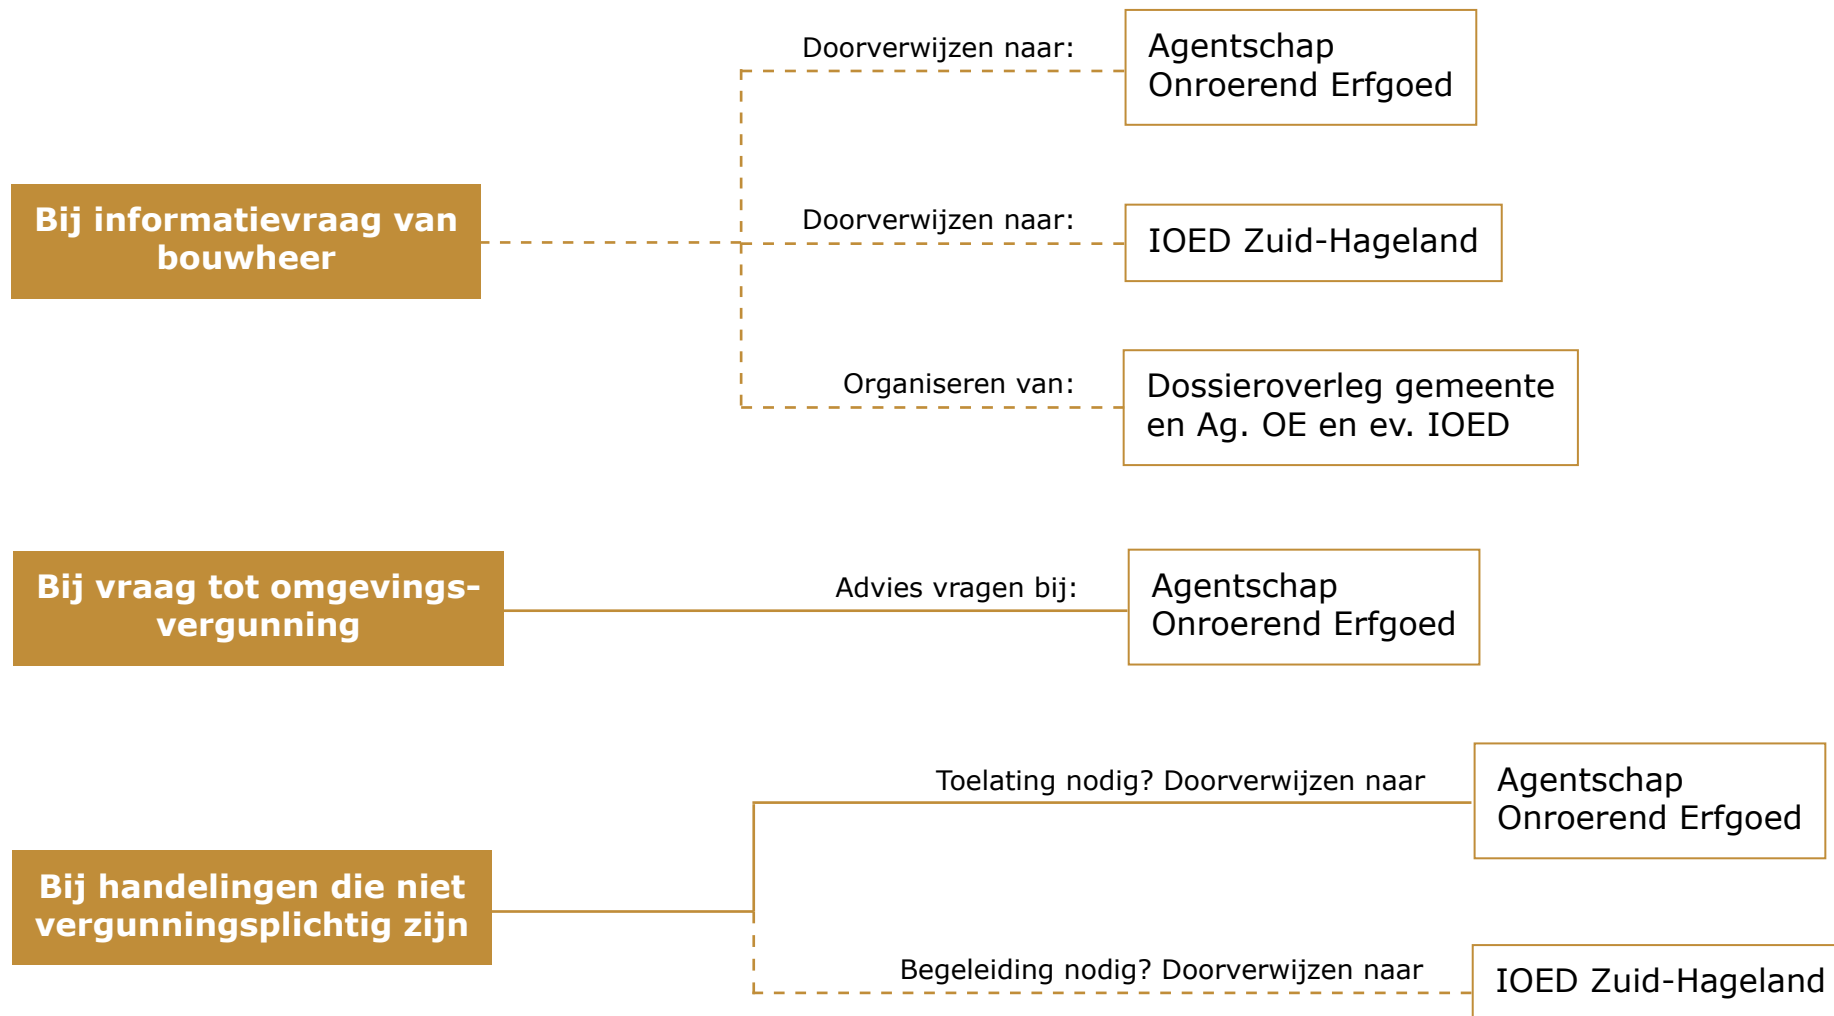 Doorverwijzen naar:
Agentschap
Onroerend Erfgoed
Bij informatievraag van
bouwheer
Doorverwijzen naar:
IOED Zuid-Hageland
Organiseren van:
Dossieroverleg gemeente
en Ag. OE en ev. IOED
Bij vraag tot omgevings-
vergunning
Advies vragen bij:
Agentschap
Onroerend Erfgoed
Bij handelingen die niet
vergunningsplichtig zijn
Toelating nodig? Doorverwijzen naar
Agentschap
Onroerend Erfgoed
Begeleiding nodig? Doorverwijzen naar
IOED Zuid-Hageland